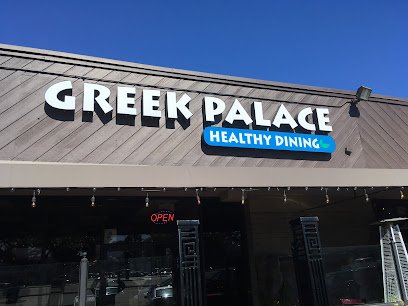 GREEK PALACE
HEALTHY DINING
OPEN